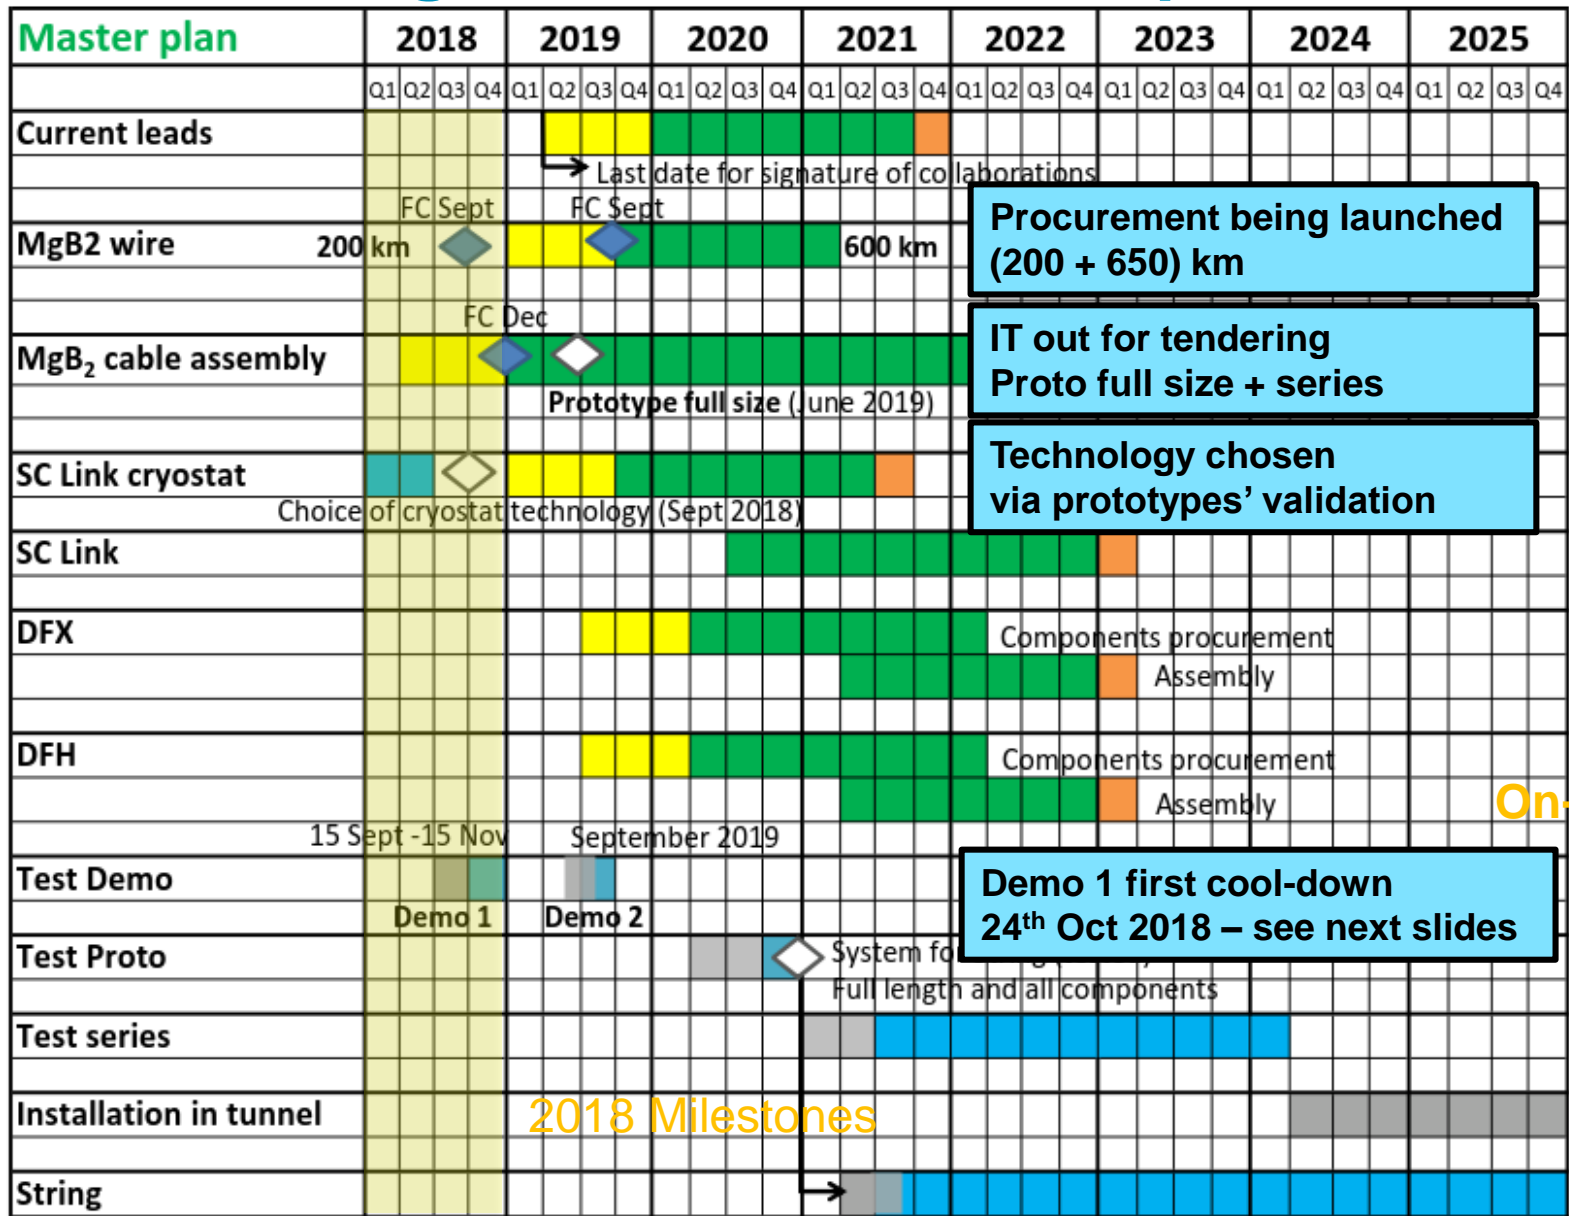 Master plan 2018 2019 2020 2021 2022 2023 2024 2025
Q1 Q2 Q3 Q4 Q1 Q2 Q3 Q4 Q1 Q2 Q3 Q4 Q1 Q2 Q3 Q4 Q1 Q2 Q3 Q4 Q1 Q2 Q3 Q4 Q1 Q2 Q3 Q4 Q1 Q2 Q3 Q4
Current leads
Last date for signature of collaborations
FC Sept FC Sept
MgB2 wire 200 km 600 km
Procurement being launched
(200 + 650) km
FC Dec
MgB₂ cable assembly
IT out for tendering
Proto full size + series
Prototype full size (June 2019)
SC Link cryostat
Technology chosen
via prototypes’ validation
Choice of cryostat technology (Sept 2018)
SC Link
DFX
Components procurement
Assembly
DFH
Components procurement
Assembly
On-
15 Sept -15 Nov September 2019
Test Demo
Demo 1 Demo 2
Demo 1 first cool-down
24th Oct 2018 – see next slides
Test Proto
System
Full length and all components
Test series
Installation in tunnel
2018 Milestones
String